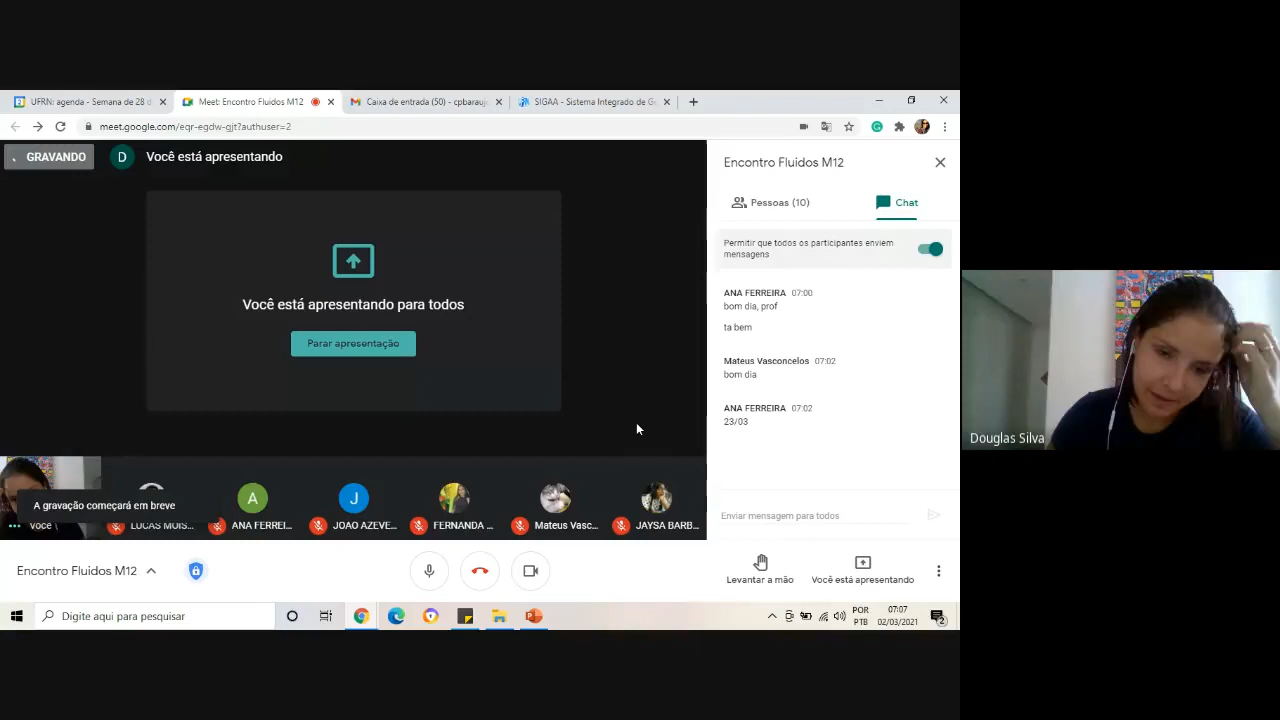 UFRN: agenda - Semana de 28 d
Meet: Encontro Fluidos M12
Caixa de entrada (50) - cpbarauj
SIGAA - Sistema Integrado de G
meet.google.com/eqr-egdw-gjt?authuser=2
GRAVANDO
D
Você está apresentando
Encontro Fluidos M12
Pessoas (10)
Chat
Permitir que todos os participantes enviem
mensagens
Você está apresentando para todos
Parar apresentação
ANA FERREIRA 07:00
bom dia, prof
ta bem
Mateus Vasconcelos 07:02
bom dia
ANA FERREIRA 07:02
23/03
Douglas Silva
A gravação começará em breve
A
J
Você
LUCAS MOIS...
ANA FERREI...
JOAO AZEVE...
FERNANDA ...
Mateus Vasc...
JAYSA BARB...
Enviar mensagem para todos
Encontro Fluidos M12
Levantar a mão
Você está apresentando
Digite aqui para pesquisar
POR
PTB
07:07
02/03/2021
2